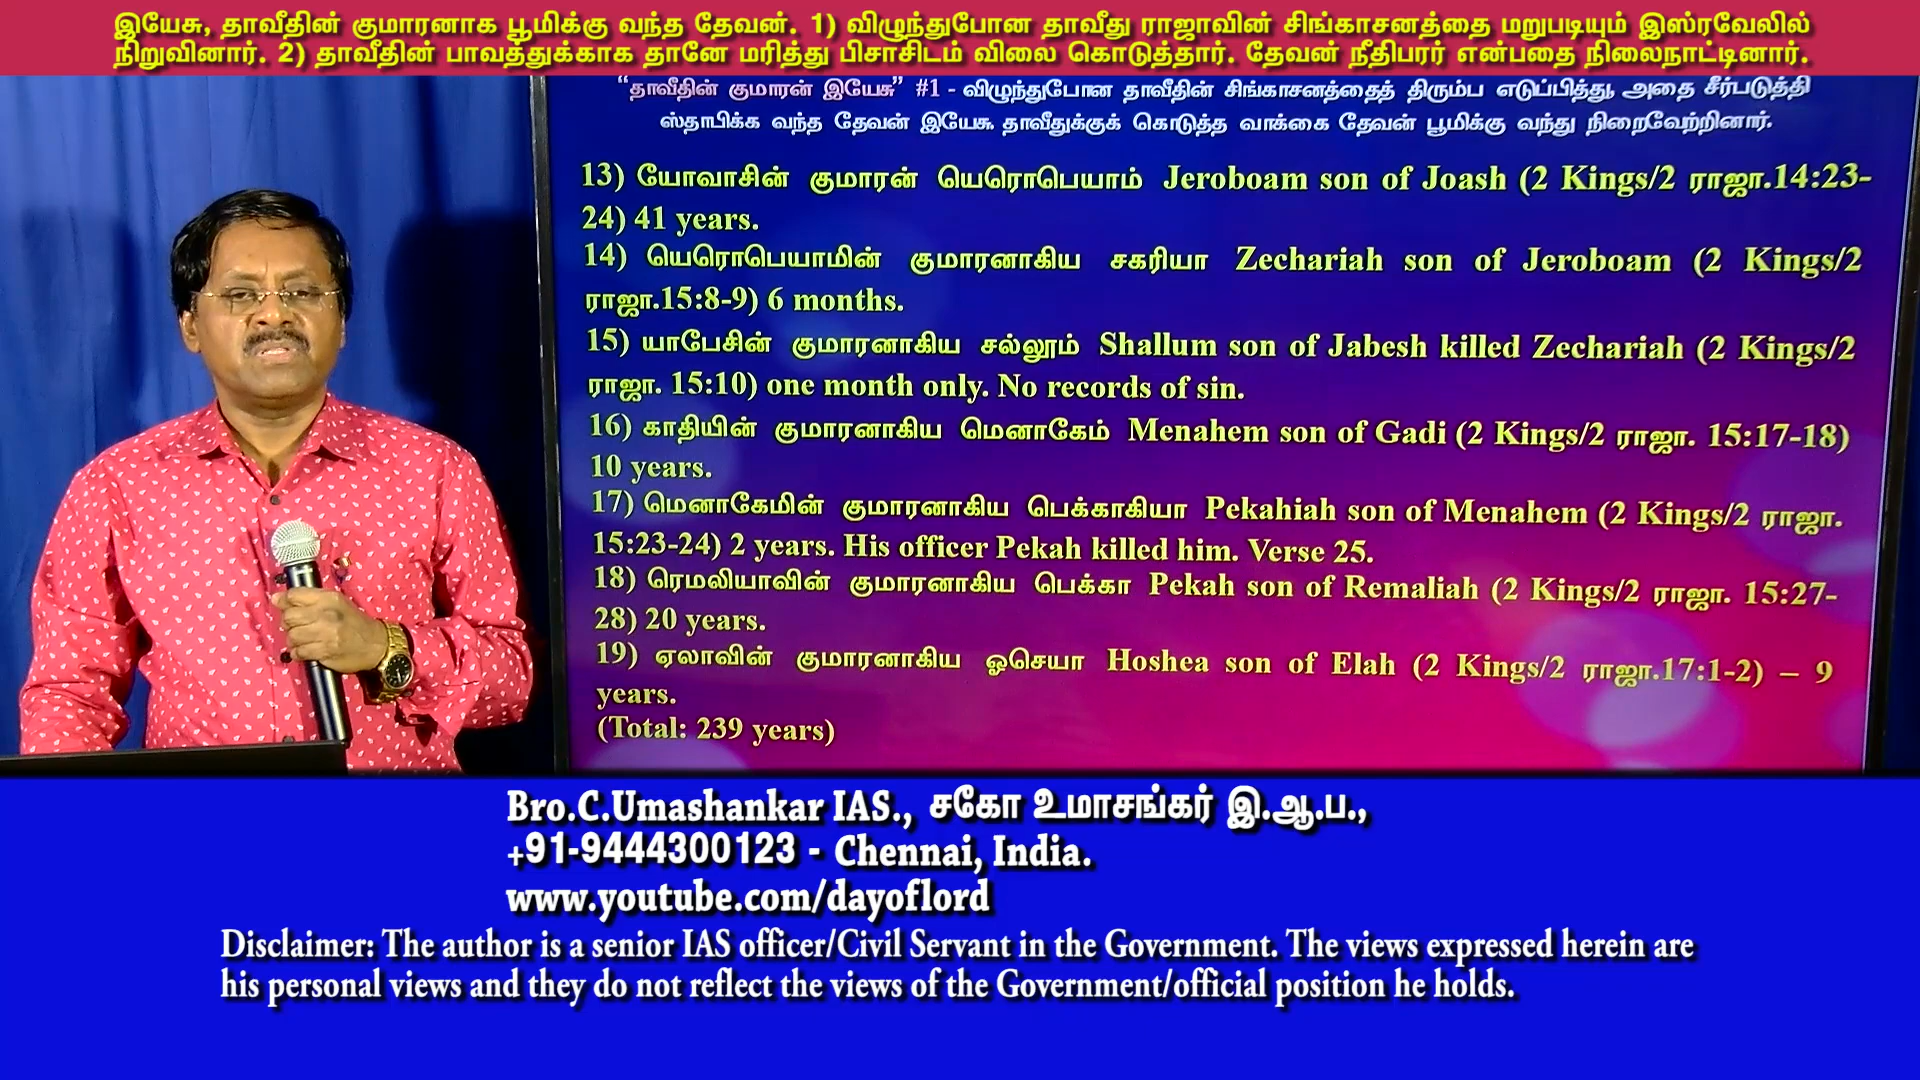 இயேசு, தாவீதின் குமாரனாக பூமிக்கு வந்த தேவன். 1) விழுந்துபோன தாவீது ராஜாவின் சிங்காசனத்தை மறுபடியும் இஸ்ரவேலில்
நிறுவினார். 2) தாவீதின் பாவத்துக்காக தானே மரித்து பிசாசிடம் விலை கொடுத்தார். தேவன் நீதிபரர் என்பதை நிலைநாட்டினார்.
“தாவீதின் குமாரன் இயேசு” #1 - விழுந்துபோன தாவீதின் சிங்காசனத்தைத் திரும்ப எடுப்பித்து, அதை சீர்படுத்தி
ஸ்தாபிக்க வந்த தேவன் இயேசு. தாவீதுக்குக் கொடுத்த வாக்கை தேவன் பூமிக்கு வந்து நிறைவேற்றினார்.
13) யோவாசின் குமாரன் யெரொபெயாம் Jeroboam son of Joash (2 Kings/2 ராஜா.14:23-
24) 41 years.
14) யெரொபெயாமின் குமாரனாகிய சகரியா Zechariah son of Jeroboam (2 Kings/2
ராஜா.15:8-9) 6 months.
15) யாபேசின் குமாரனாகிய சல்லூம் Shallum son of Jabesh killed Zechariah (2 Kings/2
ராஜா. 15:10) one month only. No records of sin.
16) காதியின் குமாரனாகிய மெனாகேம் Menahem son of Gadi (2 Kings/2 ராஜா. 15:17-18)
10 years.
17) மெனாகேமின் குமாரனாகிய பெக்காகியா Pekahiah son of Menahem (2 Kings/2 ராஜா.
15:23-24) 2 years. His officer Pekah killed him. Verse 25.
18) ரெமலியாவின் குமாரனாகிய பெக்கா Pekah son of Remaliah (2 Kings/2 ராஜா. 15:27-
28) 20 years.
19) ஏலாவின் குமாரனாகிய ஓசெயா Hoshea son of Elah (2 Kings/2 ராஜா.17:1-2) – 9
years.
(Total: 239 years)
Bro.C.Umashankar IAS., சகோ உமாசங்கர் இ.ஆ.ப.,
+91-9444300123 - Chennai, India.
www.youtube.com/dayoflord
Disclaimer: The author is a senior IAS officer/Civil Servant in the Government. The views expressed herein are
his personal views and they do not reflect the views of the Government/official position he holds.